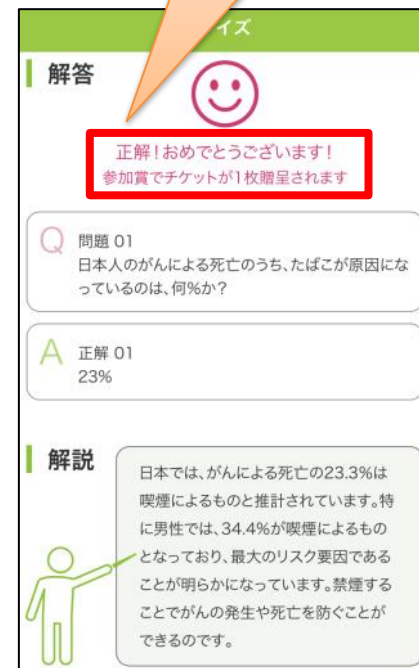 イズ
解答
正解！おめでとうございます！
参加賞でチケットが1枚贈呈されます
Q 問題 01
日本人のがんによる死亡のうち、たばこが原因にな
っているのは、何%か？
A 正解 01
23%
解説
日本では、がんによる死亡の23.3%は
喫煙によるものと推計されています。特
に男性では、34.4%が喫煙によるもの
となっており、最大のリスク要因である
ことが明らかになっています。禁煙する
ことでがんの発生や死亡を防ぐことが
できるのです。